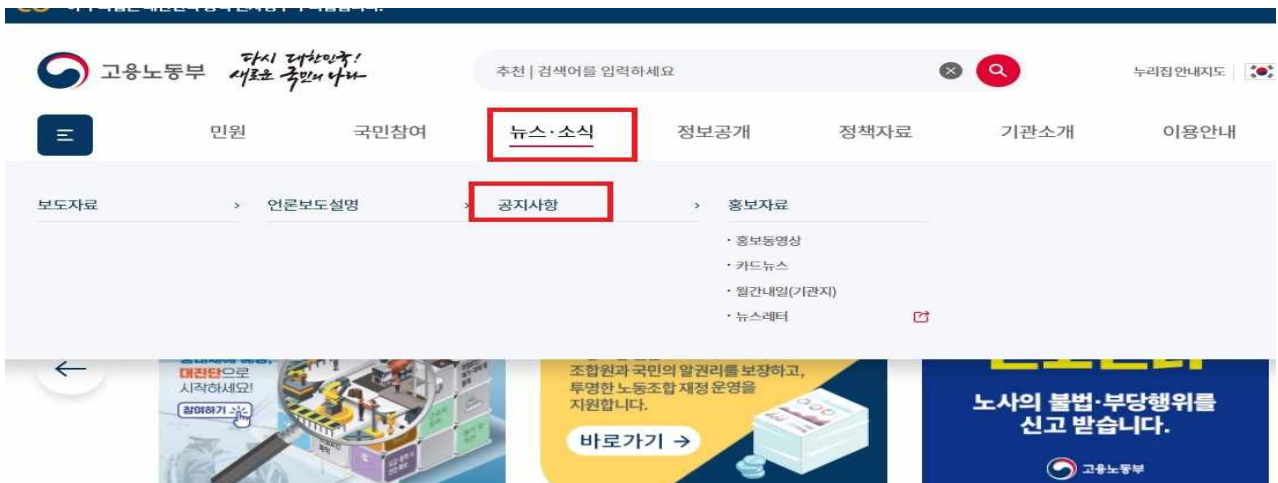 고용노동부
다시 대한민국!
새로운 국민의 나라
추천 | 검색어를 입력하세요
누리집 안내지도
민원 국민참여 뉴스·소식 정보공개 정책자료 기관소개 이용안내
보도자료 언론보도설명 공지사항 홍보자료
· 홍보동영상
· 카드뉴스
· 월간내일(기관지)
· 뉴스레터
대진단으로
시작하세요!
참여하기
조합원과 국민의 알권리를 보장하고,
투명한 노동조합 재정 운영을
지원합니다.
바로가기 →
노사의 불법·부당행위를
신고 받습니다.
고용노동부